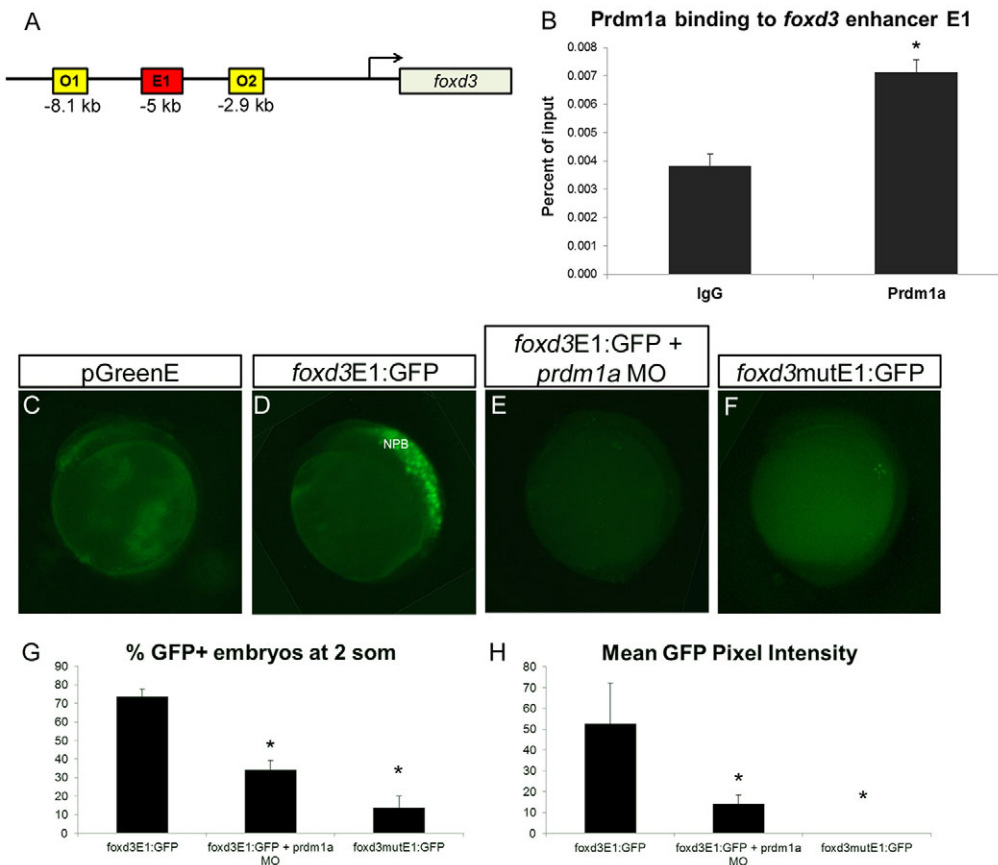 A
O1
E1
O2
foxd3
-8.1 kb
-5 kb
-2.9 kb
B
Prdm1a binding to foxd3 enhancer E1
Percent of input
0.008
0.007
0.006
0.005
0.004
0.003
0.002
0.001
0.000
*
IgG
Prdm1a
pGreenE
foxd3E1:GFP
foxd3E1:GFP +
prdm1a MO
foxd3mutE1:GFP
C
D
NPB
E
F
G
% GFP+ embryos at 2 som
90
80
70
60
50
40
30
20
10
0
*
*
foxd3E1:GFP
foxd3E1:GFP + prdm1a
MO
foxd3mutE1:GFP
H
Mean GFP Pixel Intensity
80
70
60
50
40
30
20
10
0
*
*
foxd3E1:GFP
foxd3E1:GFP + prdm1a
MO
foxd3mutE1:GFP